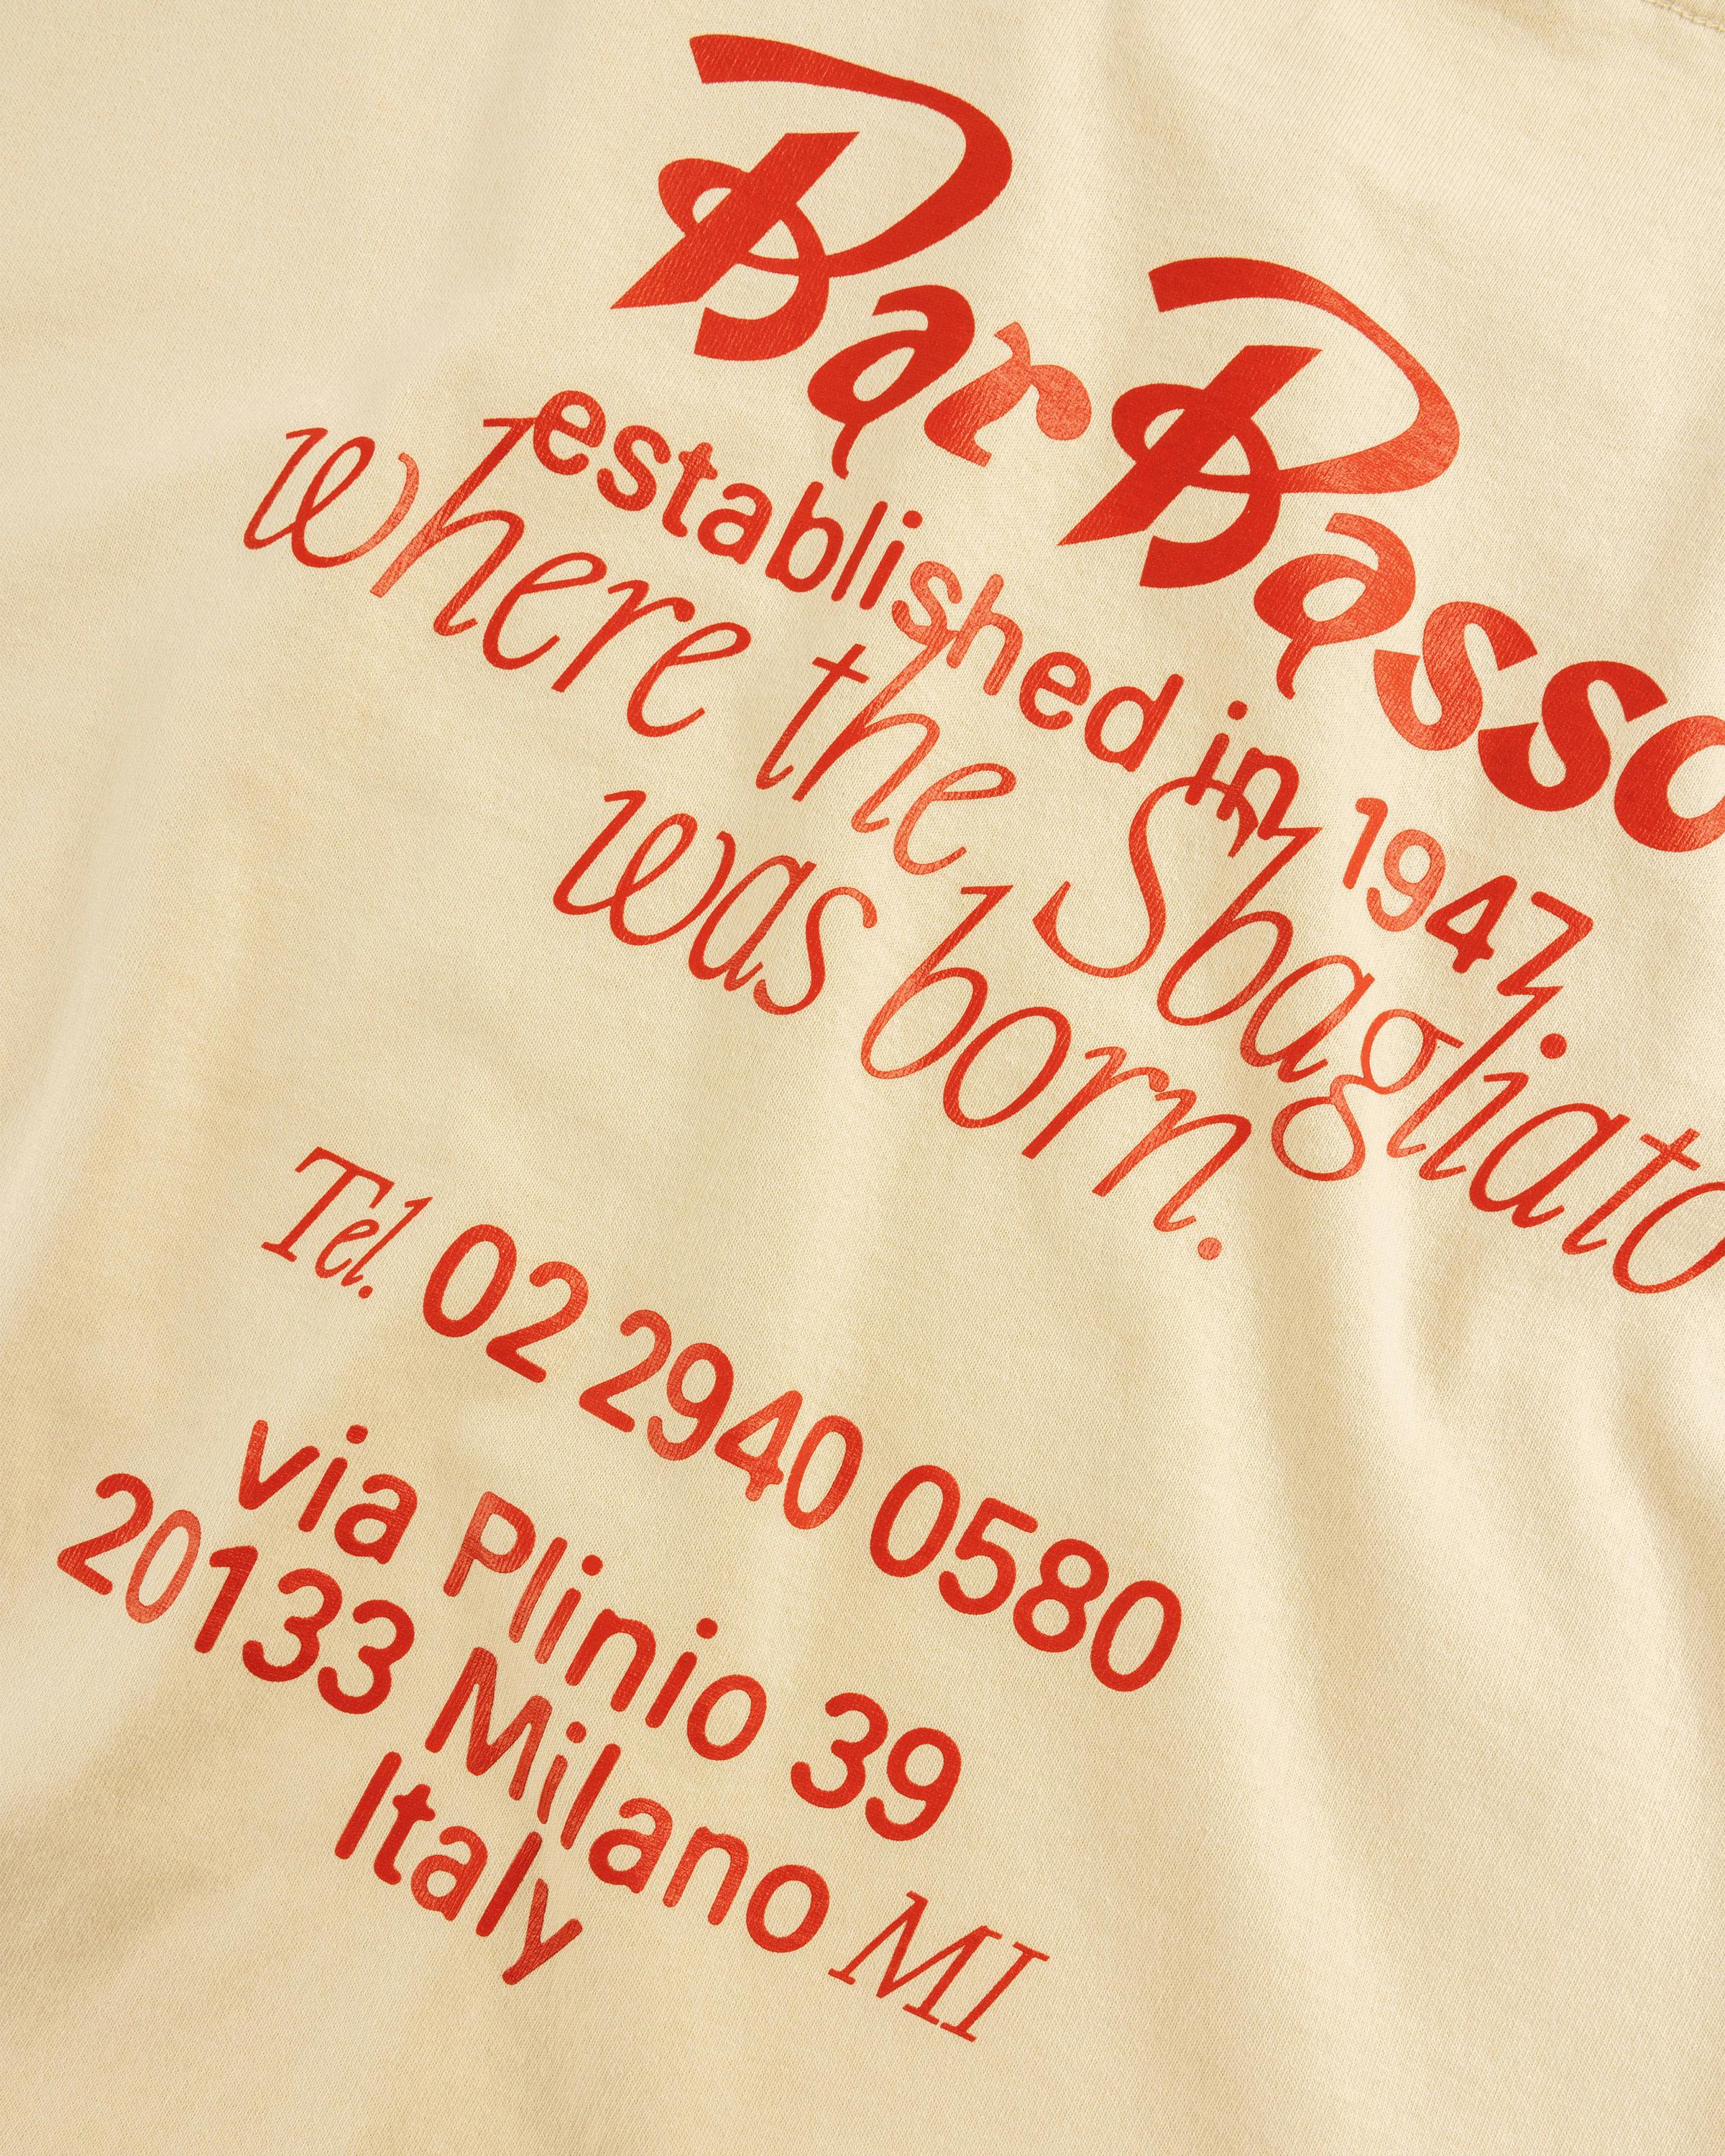 Bar Basso
established in 1947
where the Sbagliato
was born.
Tel. 02 2940 0580
via Plinio 39
20133 Milano MI
Italy